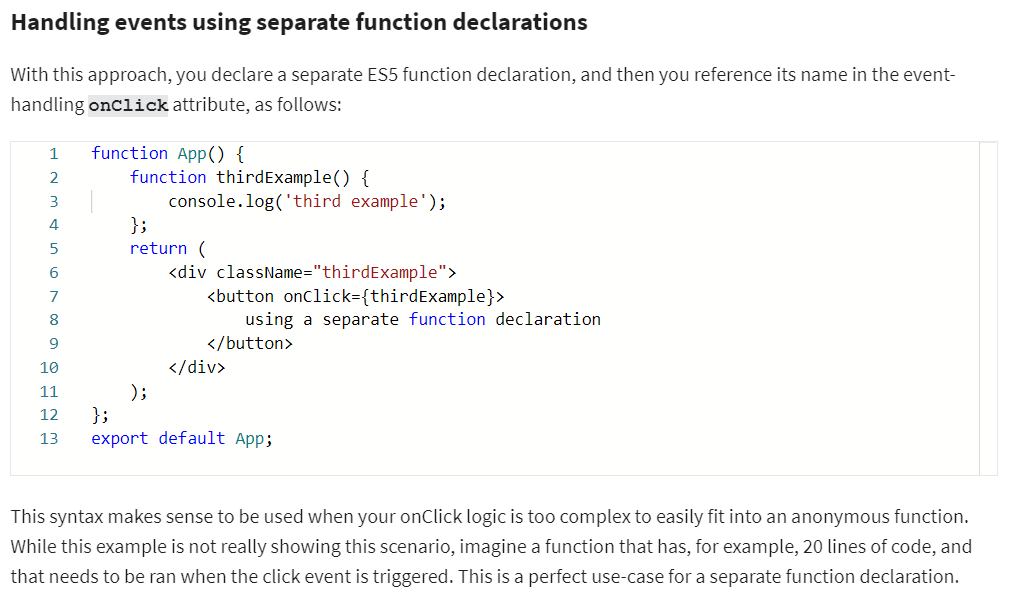 Handling events using separate function declarations
With this approach, you declare a separate ES5 function declaration, and then you reference its name in the event-
handling onClick attribute, as follows:
1 function App() {
2     function thirdExample() {
3         console.log('third example');
4     };
5     return (
6         <div className="thirdExample">
7             <button onClick={thirdExample}>
8                 using a separate function declaration
9             </button>
10         </div>
11     );
12 };
13 export default App;
This syntax makes sense to be used when your onClick logic is too complex to easily fit into an anonymous function.
While this example is not really showing this scenario, imagine a function that has, for example, 20 lines of code, and
that needs to be ran when the click event is triggered. This is a perfect use-case for a separate function declaration.